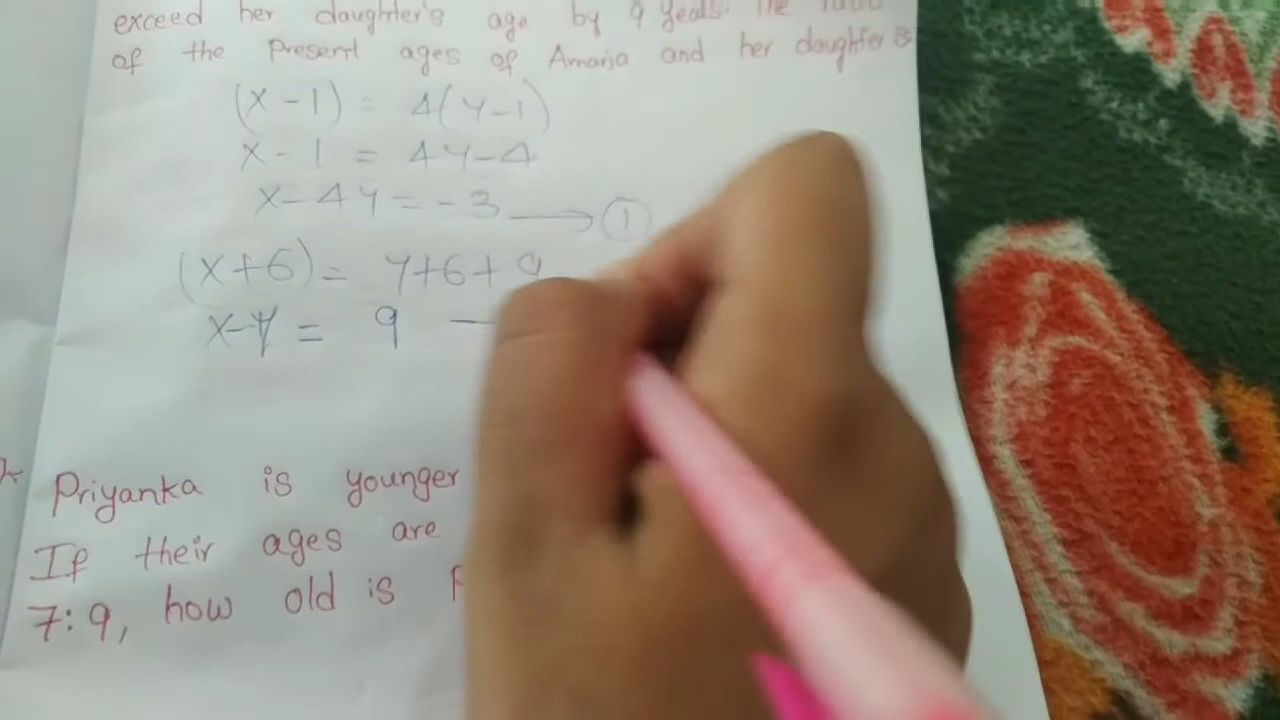 exceed her daughter's age by 9 years. The
of the Present ages of Amaria and her daughter is
(x - 1) = 4(y-1)
x - 1 = 4y-4
x-4y = -3 → 1
(x+6) = y+6+9
x-y = 9 —
Priyanka is younger
If their ages are
7:9, how old is